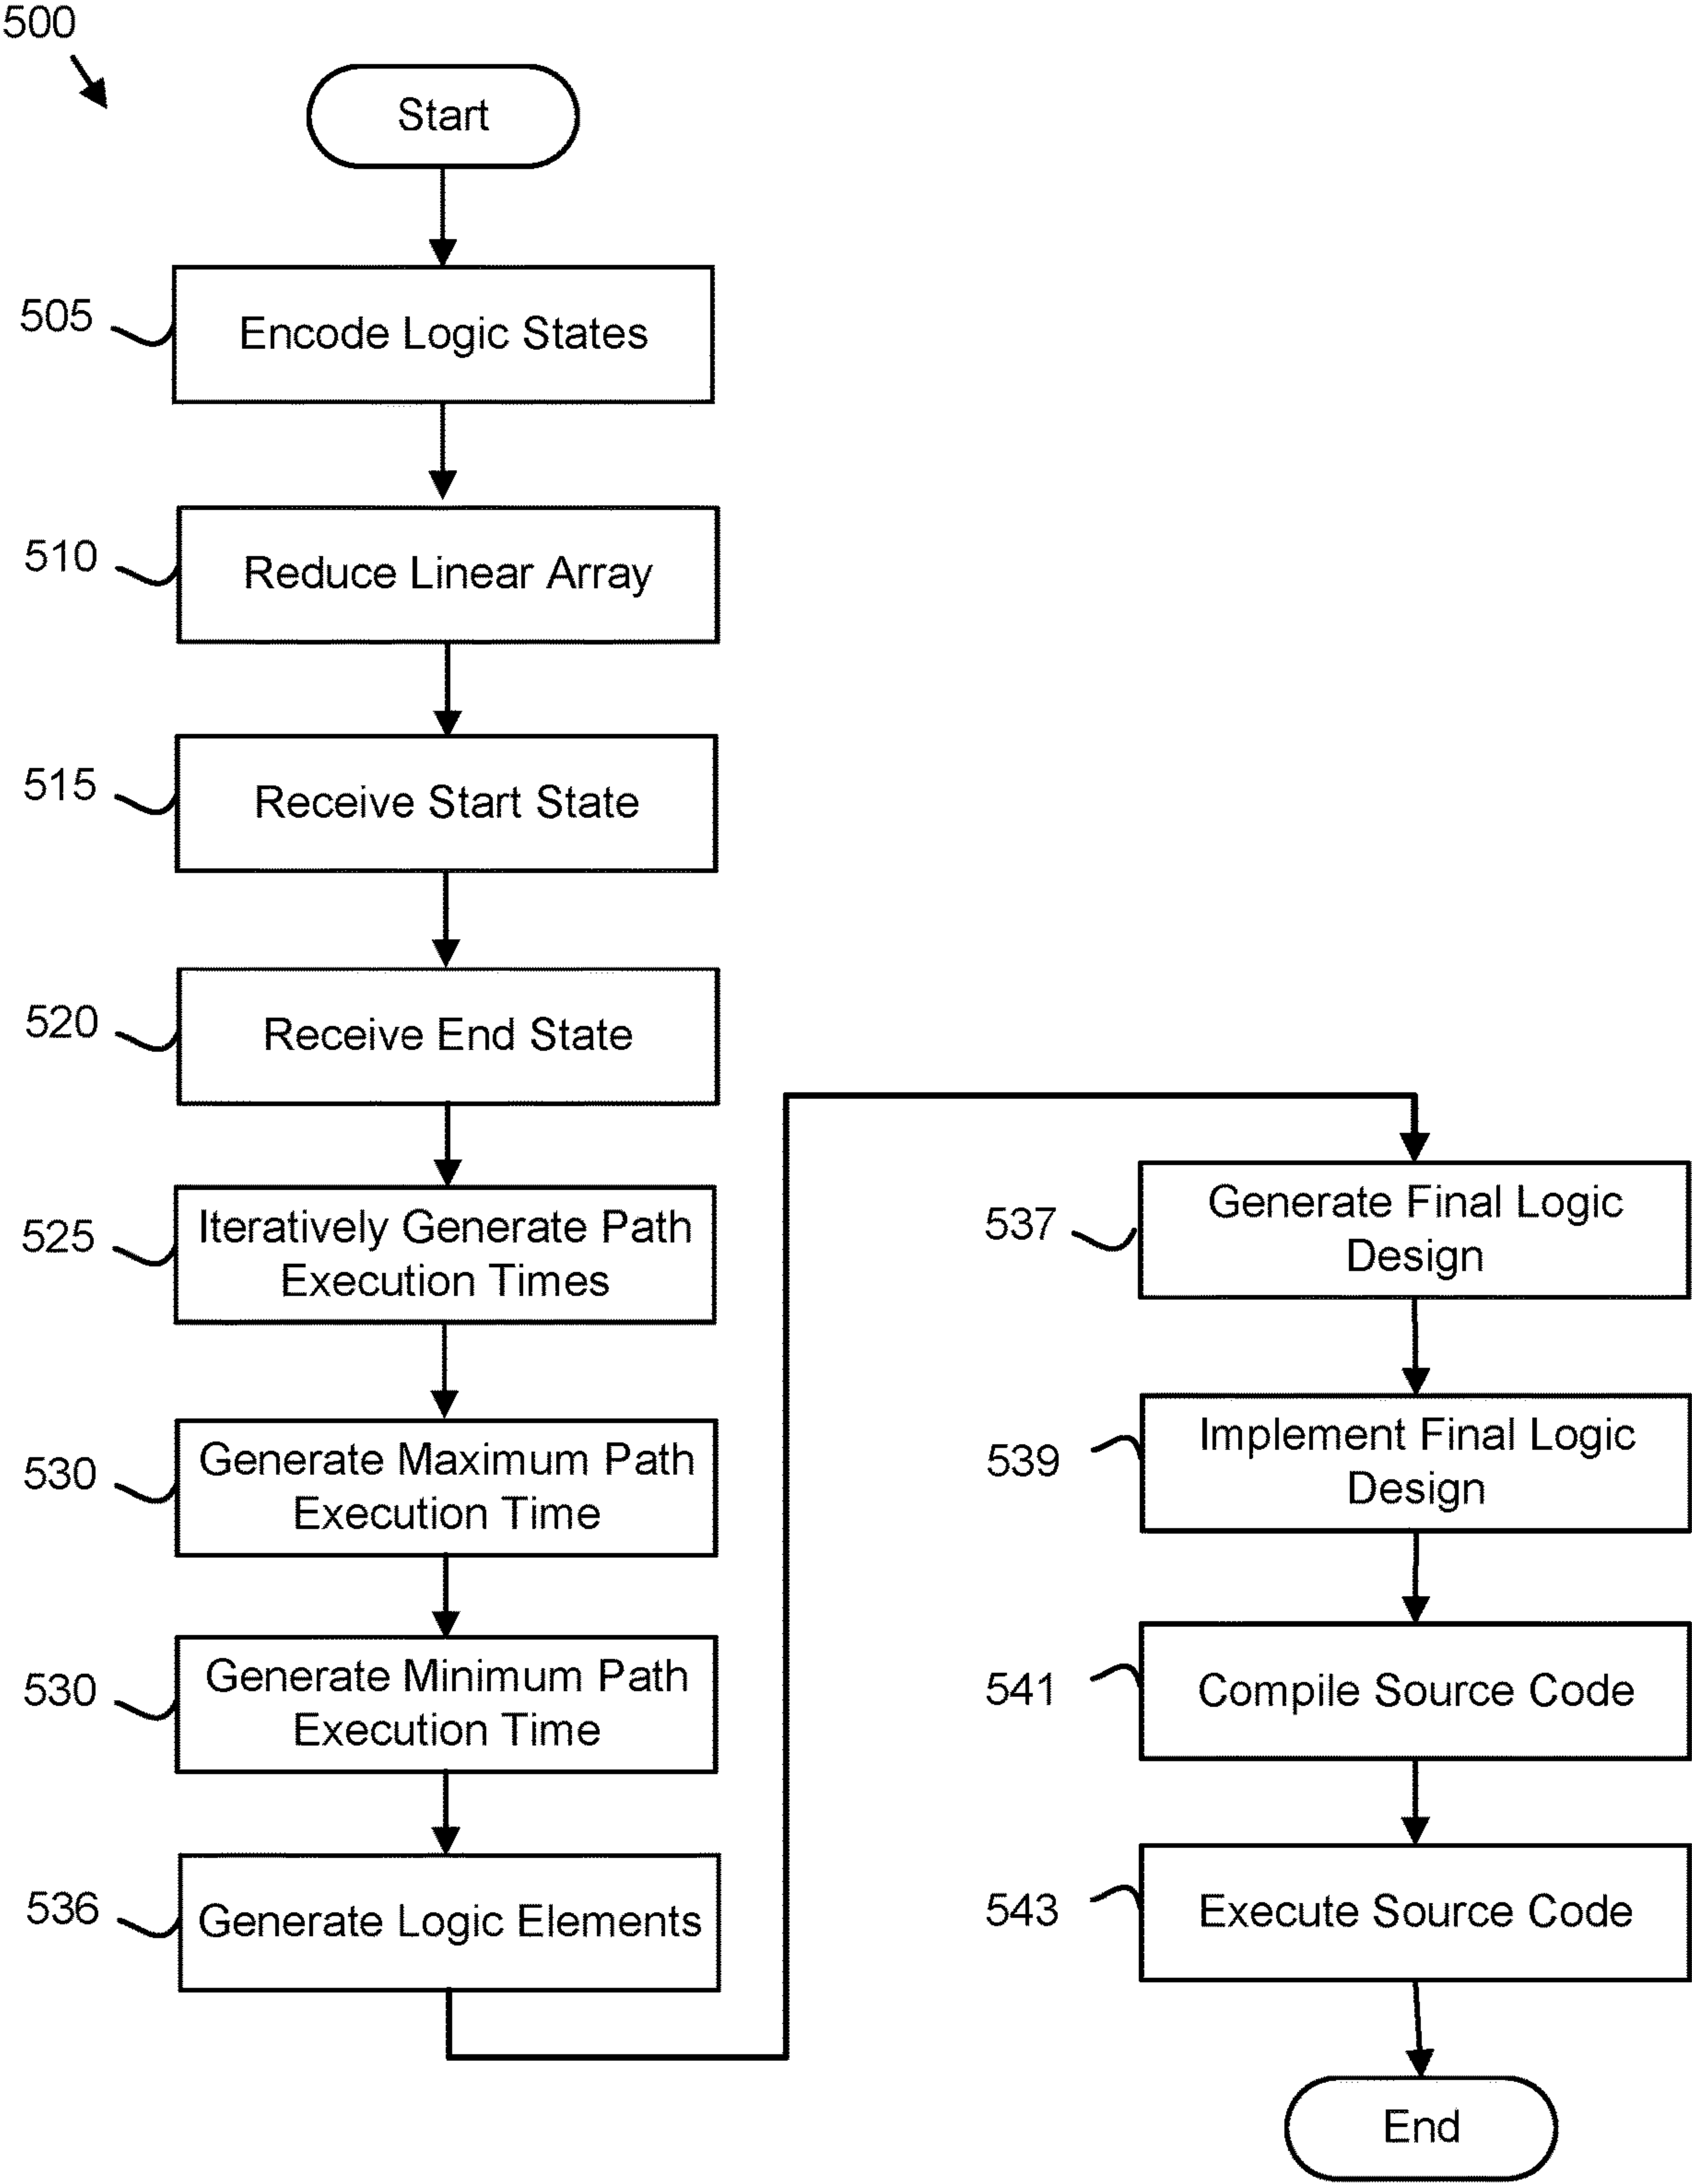 500
Start
505
Encode Logic States
510
Reduce Linear Array
515
Receive Start State
520
Receive End State
525
Iteratively Generate Path
Execution Times
530
Generate Maximum Path
Execution Time
530
Generate Minimum Path
Execution Time
536
Generate Logic Elements
537
Generate Final Logic
Design
539
Implement Final Logic
Design
541
Compile Source Code
543
Execute Source Code
End